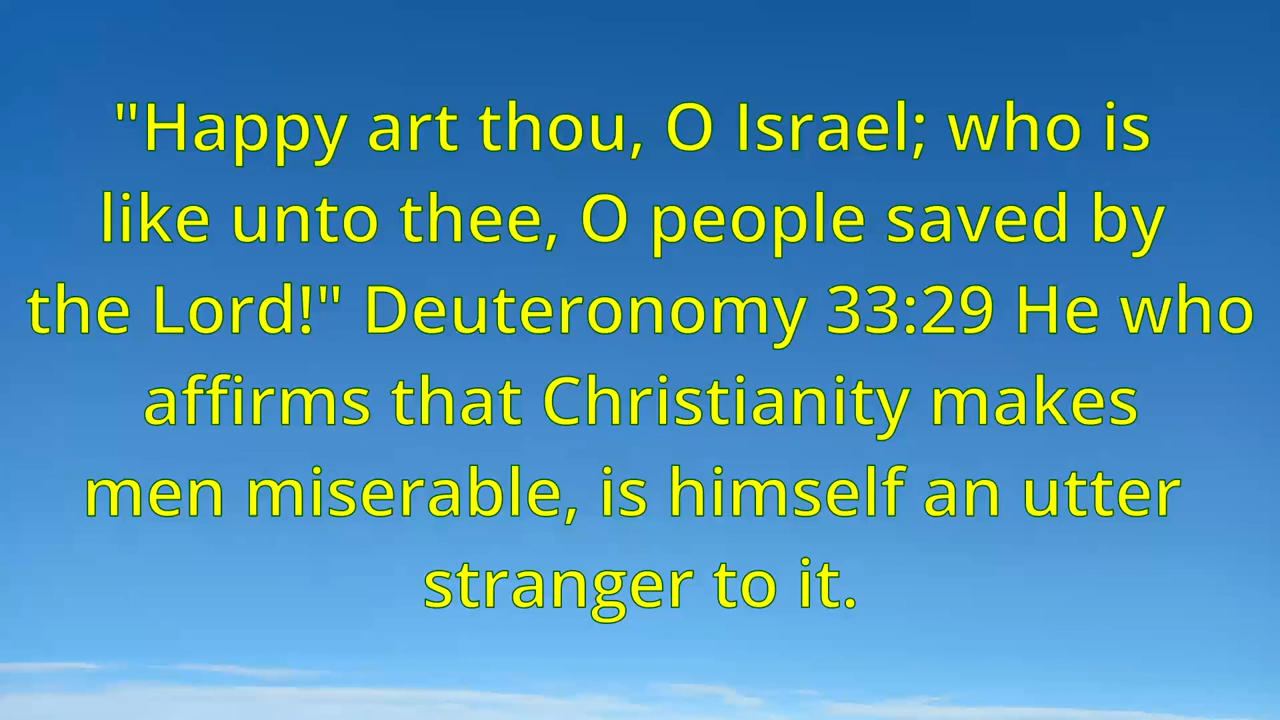 "Happy art thou, O Israel; who is
like unto thee, O people saved by
the Lord!" Deuteronomy 33:29 He who
affirms that Christianity makes
men miserable, is himself an utter
stranger to it.